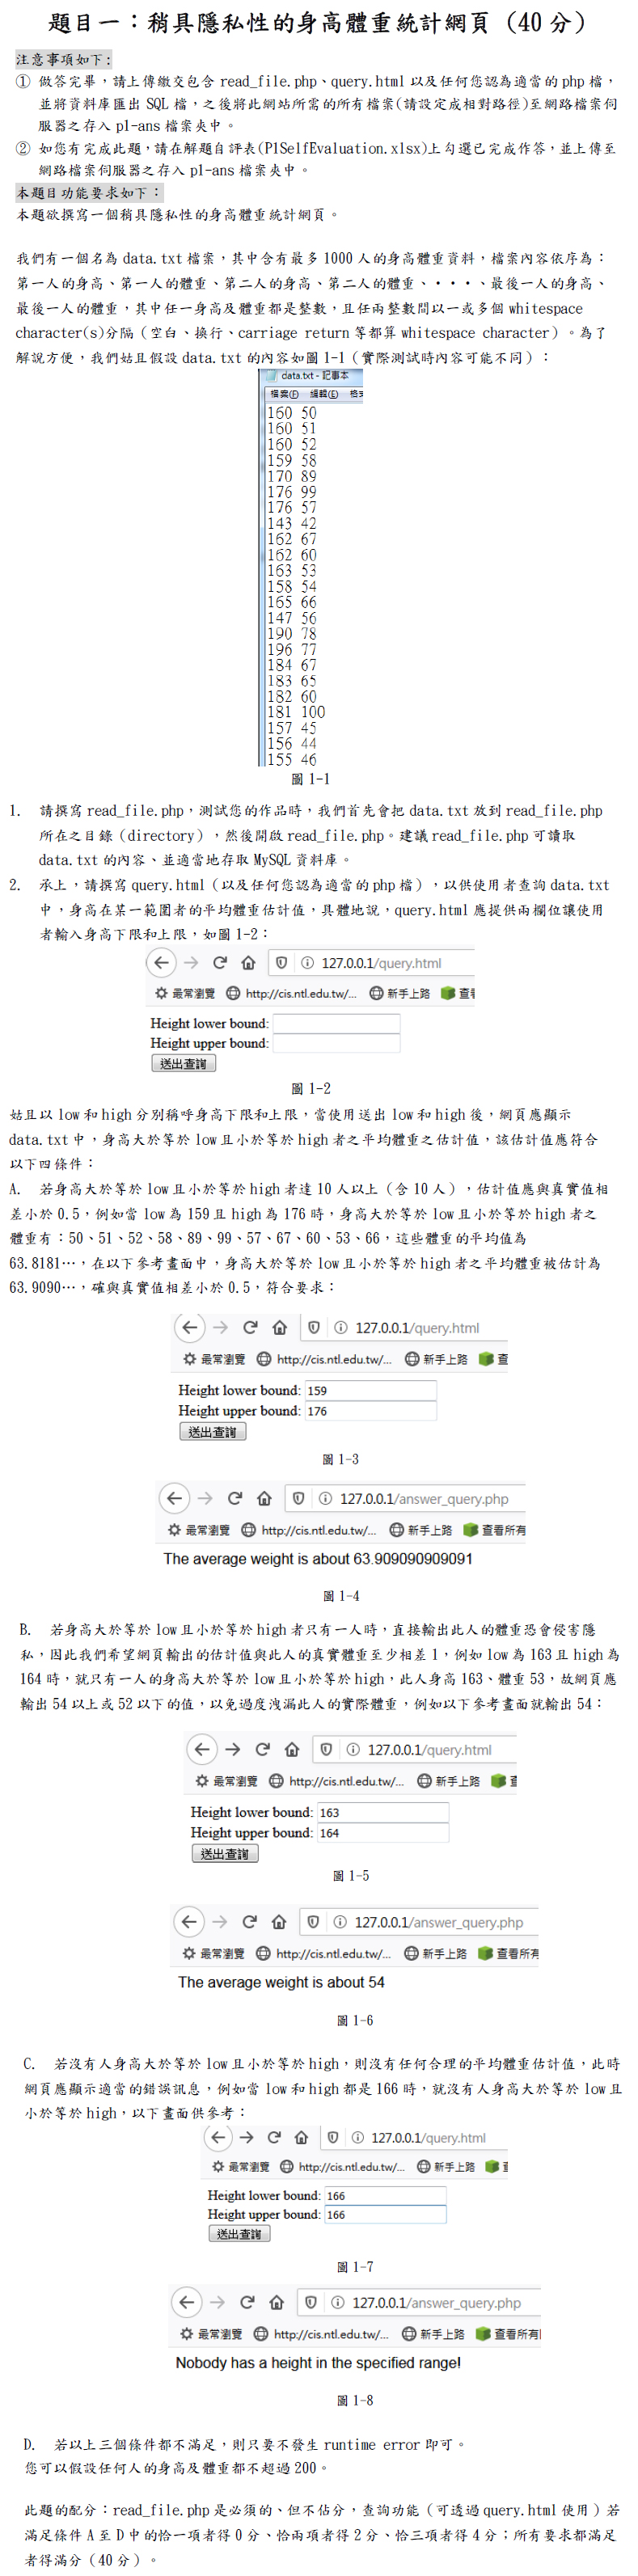 題目一：稍具隱私性的身高體重統計網頁 (40 分)
注意事項如下:
① 做答完畢，請上傳繳交包含 read_file.php、query.html 以及任何您認為適當的 php 檔，
並將資料庫匯出 SQL 檔，之後將此網站所需的所有檔案(請設定成相對路徑)至網路檔案伺
服器之存入 p1-ans 檔案夾中。
② 如您有完成此題，請在解題自評表(P1SelfEvaluation.xlsx)上勾選已完成作答，並上傳至
網路檔案伺服器之存入 p1-ans 檔案夾中。
本題目功能要求如下：
本題欲撰寫一個稍具隱私性的身高體重統計網頁。
我們有一個名為 data.txt 檔案，其中含有最多 1000 人的身高體重資料，檔案內容依序為：
第一人的身高、第一人的體重、第二人的身高、第二人的體重、・・・、最後一人的身高、
最後一人的體重，其中任一身高及體重都是整數，且任兩整數間以一或多個 whitespace
character(s)分隔（空白、換行、carriage return 等都算 whitespace character）。為了
解說方便，我們姑且假設 data.txt 的內容如圖 1-1（實際測試時內容可能不同）：
data.txt - 記事本
檔案(F) 編輯(E) 格式
160 50
160 51
160 52
159 58
170 89
176 99
176 57
143 42
162 67
162 60
163 53
158 54
165 66
147 56
190 78
196 77
184 67
183 65
182 60
181 100
157 45
156 44
155 46
圖 1-1
1. 請撰寫 read_file.php，測試您的作品時，我們首先會把 data.txt 放到 read_file.php
所在之目錄（directory），然後開啟 read_file.php。建議 read_file.php 可讀取
data.txt 的內容、並適當地存取 MySQL 資料庫。
2. 承上，請撰寫 query.html（以及任何您認為適當的 php 檔），以供使用者查詢 data.txt
中，身高在某一範圍者的平均體重估計值，具體地說，query.html 應提供兩欄位讓使用
者輸入身高下限和上限，如圖 1-2：
127.0.0.1/query.html
最常瀏覽 http://cis.ntl.edu.tw/... 新手上路 查看
Height lower bound:
Height upper bound:
送出查詢
圖 1-2
姑且以 low 和 high 分別稱呼身高下限和上限，當使用送出 low 和 high 後，網頁應顯示
data.txt 中，身高大於等於 low 且小於等於 high 者之平均體重之估計值，該估計值應符合
以下四條件：
A. 若身高大於等於 low 且小於等於 high 者達 10 人以上（含 10 人），估計值應與真實值相
差小於 0.5，例如當 low 為 159 且 high 為 176 時，身高大於等於 low 且小於等於 high 者之
體重有：50、51、52、58、89、99、57、67、60、53、66，這些體重的平均值為
63.8181…，在以下參考畫面中，身高大於等於 low 且小於等於 high 者之平均體重被估計為
63.9090…，確與真實值相差小於 0.5，符合要求：
127.0.0.1/query.html
最常瀏覽 http://cis.ntl.edu.tw/... 新手上路 查
Height lower bound: 159
Height upper bound: 176
送出查詢
圖 1-3
127.0.0.1/answer_query.php
最常瀏覽 http://cis.ntl.edu.tw/... 新手上路 查看所有
The average weight is about 63.909090909091
圖 1-4
B. 若身高大於等於 low 且小於等於 high 者只有一人時，直接輸出此人的體重恐會侵害隱
私，因此我們希望網頁輸出的估計值與此人的真實體重至少相差 1，例如 low 為 163 且 high 為
164 時，就只有一人的身高大於等於 low 且小於等於 high，此人身高 163、體重 53，故網頁應
輸出 54 以上或 52 以下的值，以免過度洩漏此人的實際體重，例如以下參考畫面就輸出 54：
127.0.0.1/query.html
最常瀏覽 http://cis.ntl.edu.tw/... 新手上路
Height lower bound: 163
Height upper bound: 164
送出查詢
圖 1-5
127.0.0.1/answer_query.php
最常瀏覽 http://cis.ntl.edu.tw/... 新手上路 查看所有
The average weight is about 54
圖 1-6
C. 若沒有人身高大於等於 low 且小於等於 high，則沒有任何合理的平均體重估計值，此時
網頁應顯示適當的錯誤訊息，例如當 low 和 high 都是 166 時，就沒有人身高大於等於 low 且
小於等於 high，以下畫面供參考：
127.0.0.1/query.html
最常瀏覽 http://cis.ntl.edu.tw/... 新手上路
Height lower bound: 166
Height upper bound: 166
送出查詢
圖 1-7
127.0.0.1/answer_query.php
最常瀏覽 http://cis.ntl.edu.tw/... 新手上路 查看所有
Nobody has a height in the specified range!
圖 1-8
D. 若以上三個條件都不滿足，則只要不發生 runtime error 即可。
您可以假設任何人的身高及體重都不超過 200。
此題的配分：read_file.php 是必須的、但不佔分，查詢功能（可透過 query.html 使用）若
滿足條件 A 至 D 中的恰一項者得 0 分、恰兩項者得 2 分、恰三項者得 4 分；所有要求都滿足
者得滿分（40 分）。